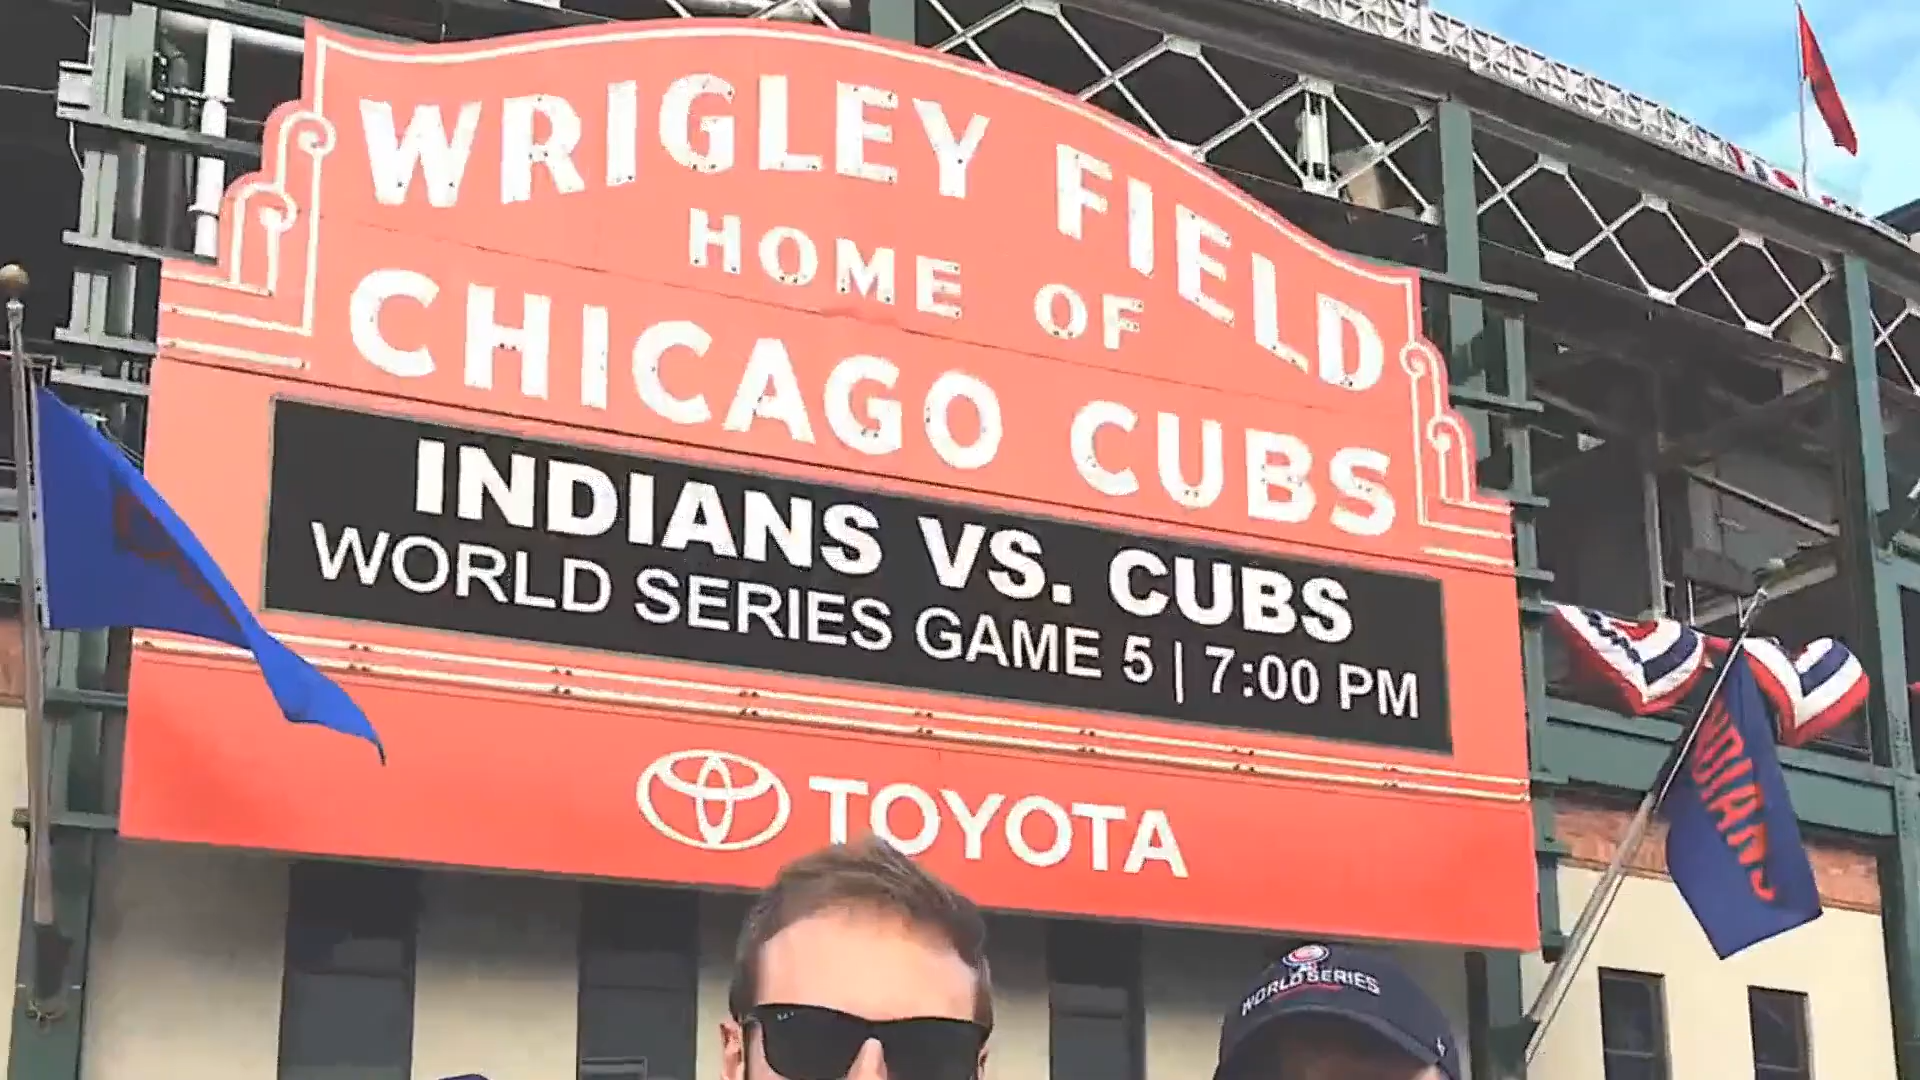 WRIGLEY FIELD
HOME OF
CHICAGO CUBS
INDIANS VS. CUBS
WORLD SERIES GAME 5 | 7:00 PM
TOYOTA
INDIANS
WORLD SERIES